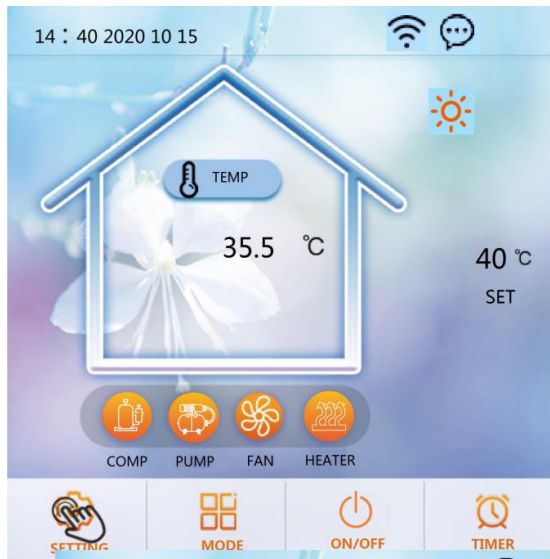 14：40 2020 10 15
TEMP
35.5 ℃
40 ℃
SET
COMP PUMP FAN HEATER
SETTING MODE ON/OFF TIMER